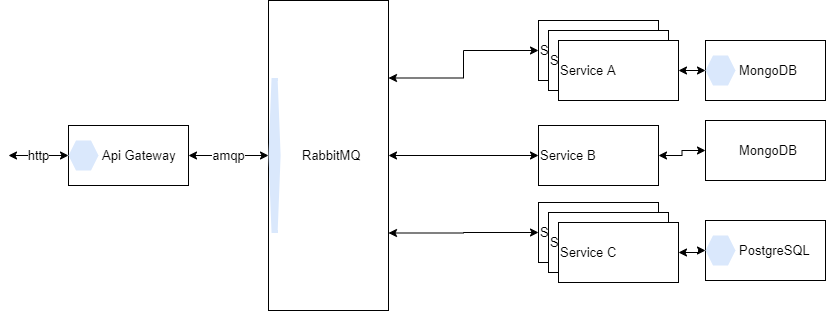 http
Api Gateway
amqp
RabbitMQ
S
S
Service A
MongoDB
Service B
MongoDB
S
S
Service C
PostgreSQL